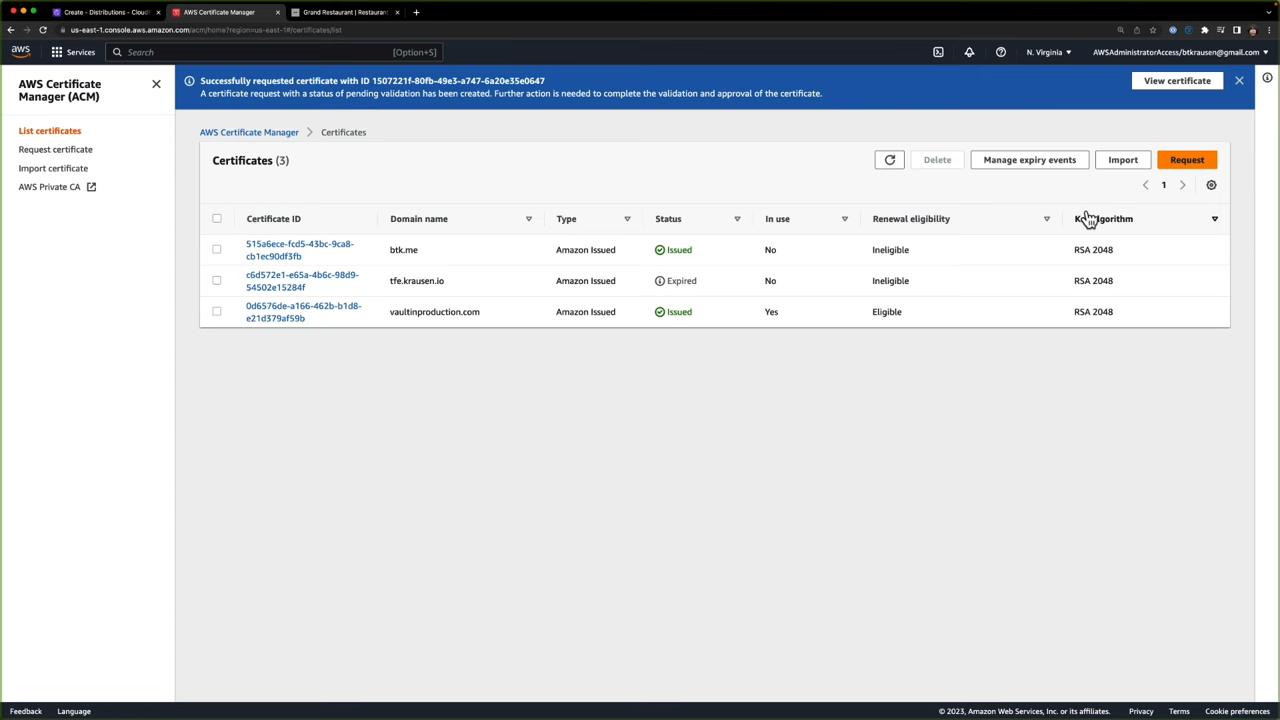 Create - Distributions - CloudF
AWS Certificate Manager
Grand Restaurant | Restauran
us-east-1.console.aws.amazon.com/acm/home?region=us-east-1#/certificates/list
aws
Services
Search
[Option+S]
N. Virginia
AWSAdministratorAccess/btkrausen@gmail.com
AWS Certificate
Manager (ACM)
List certificates
Request certificate
Import certificate
AWS Private CA
Successfully requested certificate with ID 1507221f-80fb-49e3-a747-6a20e35e0647
A certificate request with a status of pending validation has been created. Further action is needed to complete the validation and approval of the certificate.
View certificate
AWS Certificate Manager > Certificates
Certificates (3)
Delete
Manage expiry events
Import
Request
1
Certificate ID
Domain name
Type
Status
In use
Renewal eligibility
515a6ece-fcd5-43bc-9ca8-
cb1ec90df3fb
btk.me
Amazon Issued
Issued
No
Ineligible
RSA 2048
c6d572e1-e65a-4b6c-98d9-
54502e15284f
tfe.krausen.io
Amazon Issued
Expired
No
Ineligible
RSA 2048
0d6576de-a166-462b-b1d8-
e21d379af59b
vaultinproduction.com
Amazon Issued
Issued
Yes
Eligible
RSA 2048
Feedback
Language
© 2023, Amazon Web Services, Inc. or its affiliates.
Privacy
Terms
Cookie preferences